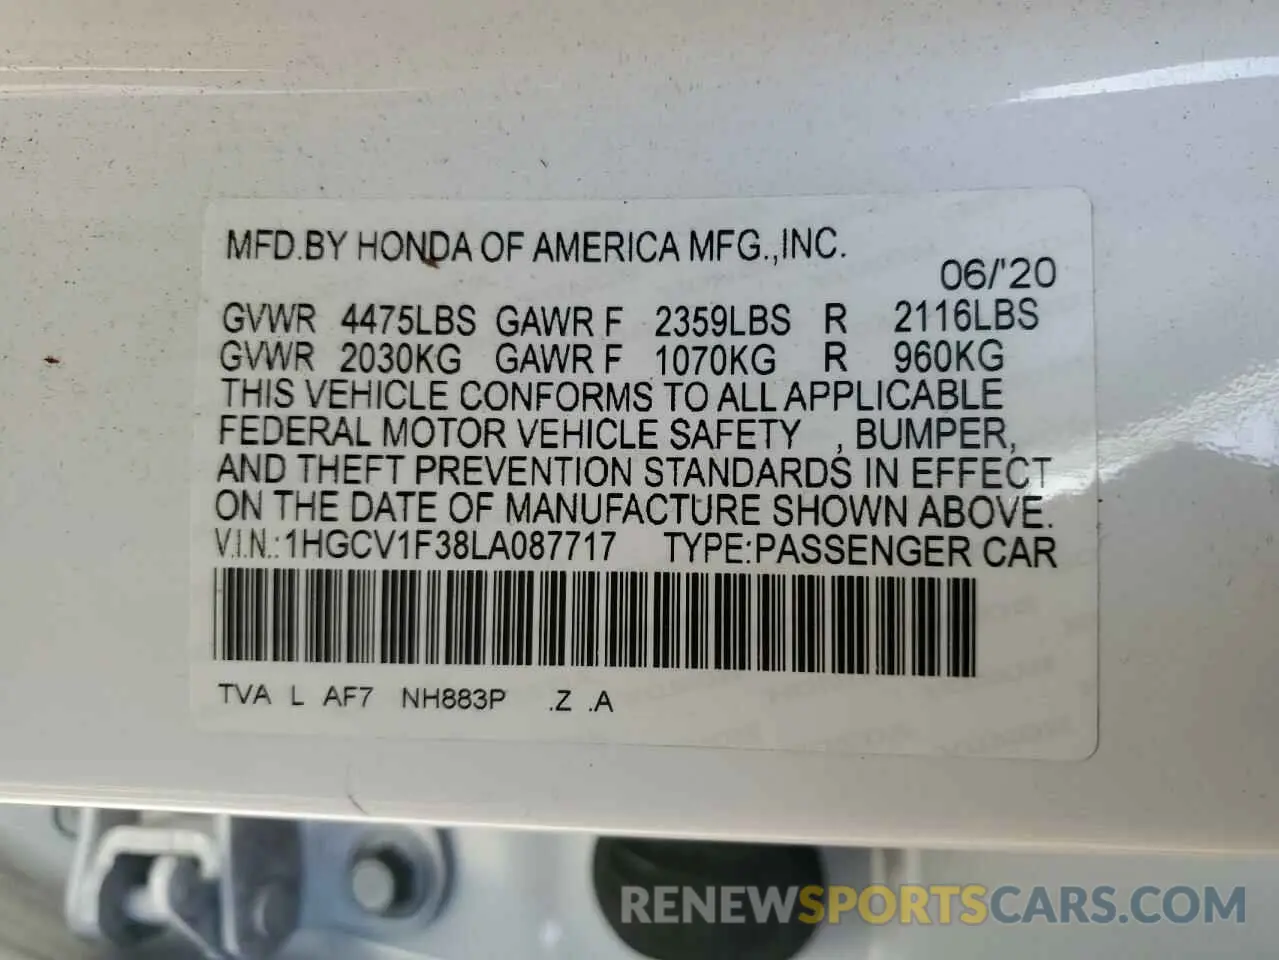 MFD.BY HONDA OF AMERICA MFG.,INC.
06/'20
GVWR 4475LBS GAWR F 2359LBS R 2116LBS
GVWR 2030KG GAWR F 1070KG R 960KG
THIS VEHICLE CONFORMS TO ALL APPLICABLE
FEDERAL MOTOR VEHICLE SAFETY , BUMPER,
AND THEFT PREVENTION STANDARDS IN EFFECT
ON THE DATE OF MANUFACTURE SHOWN ABOVE.
V.I.N.:1HGCV1F38LA087717 TYPE:PASSENGER CAR
TVA L AF7 NH883P .Z .A
RENEWSPORTSCARS.COM